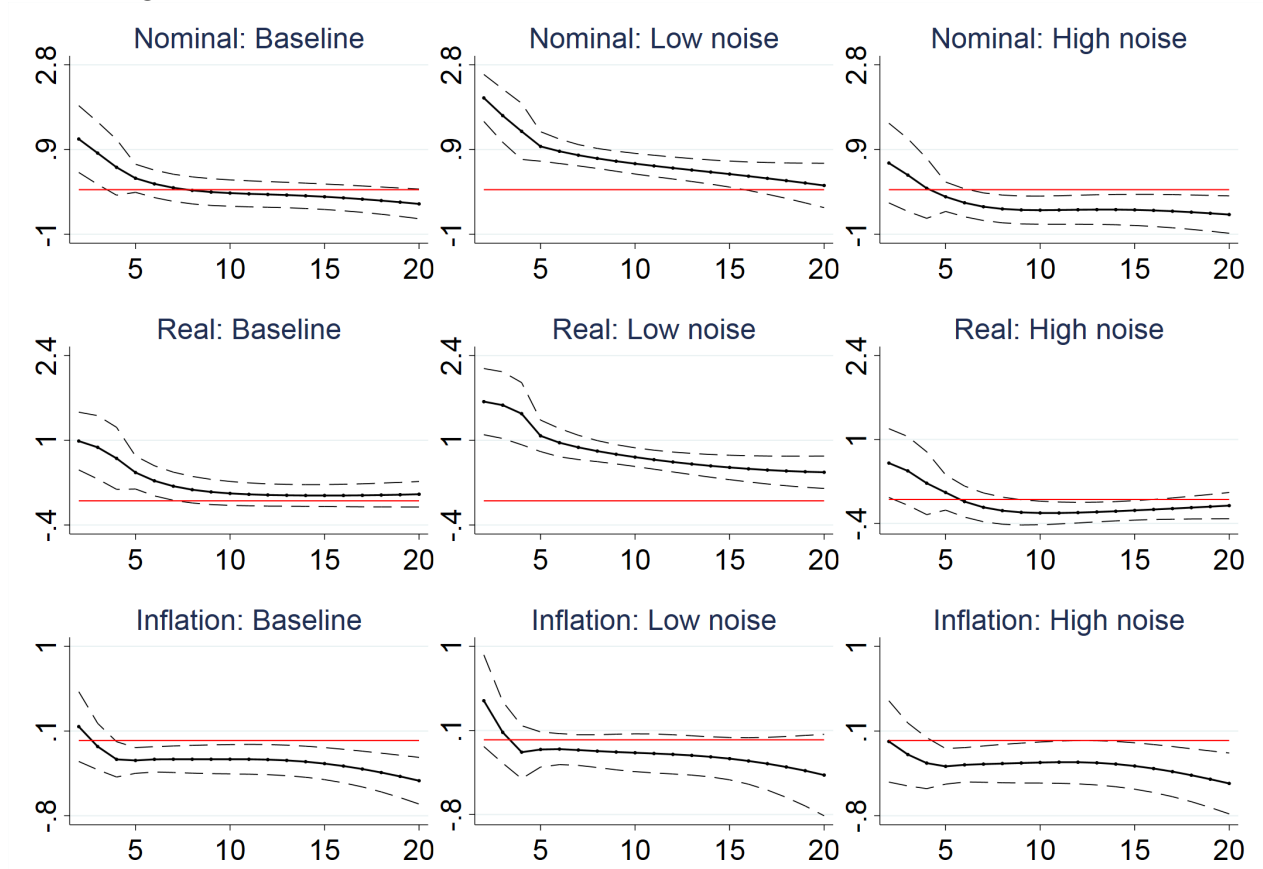 Nominal: Baseline
Nominal: Low noise
Nominal: High noise
2.8
.9
-1
5 10 15 20
2.8
.9
-1
5 10 15 20
2.8
.9
-1
5 10 15 20
Real: Baseline
Real: Low noise
Real: High noise
2.4
1
-.4
5 10 15 20
2.4
1
-.4
5 10 15 20
2.4
1
-.4
5 10 15 20
Inflation: Baseline
Inflation: Low noise
Inflation: High noise
1
.1
-.8
5 10 15 20
1
.1
-.8
5 10 15 20
1
.1
-.8
5 10 15 20